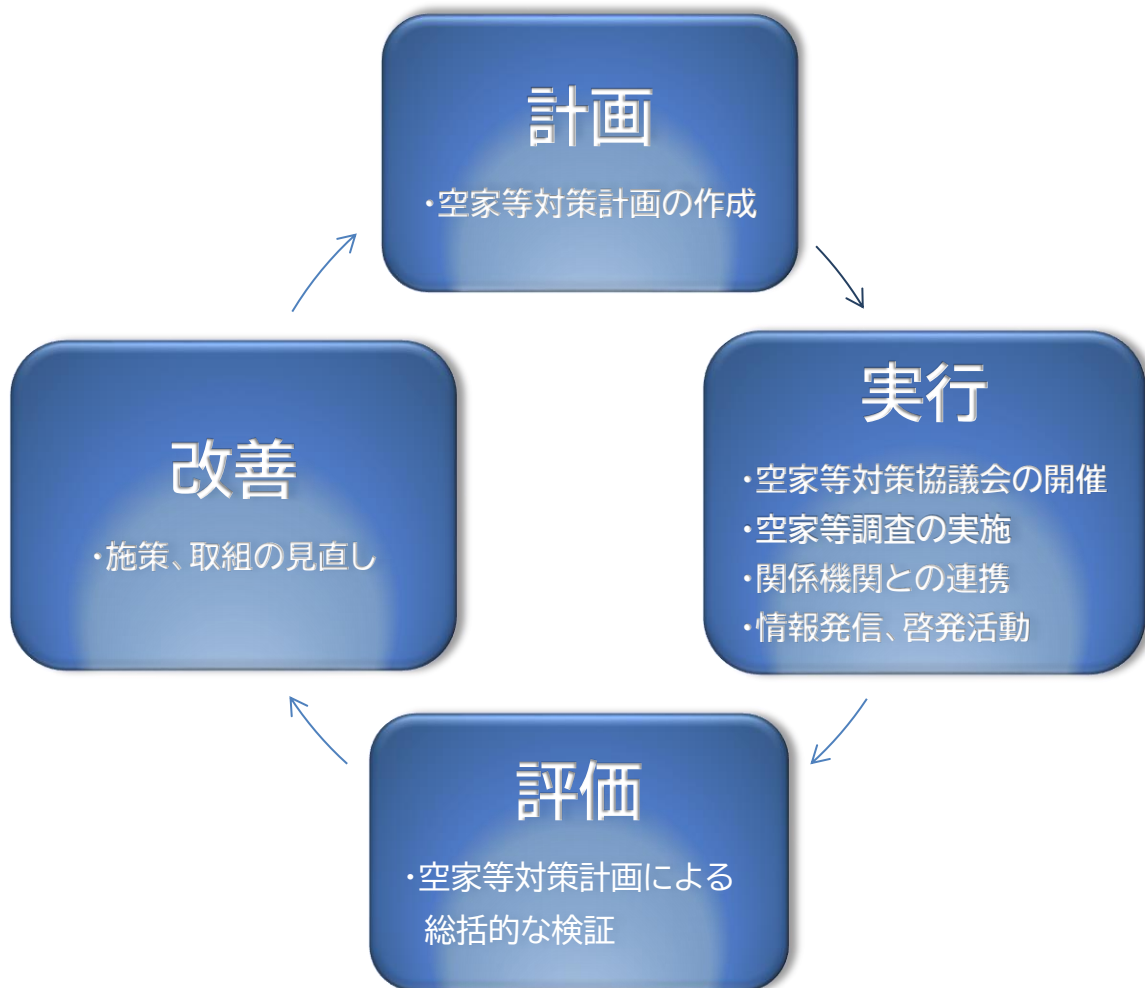 計画
・空家等対策計画の作成
実行
・空家等対策協議会の開催
・空家等調査の実施
・関係機関との連携
・情報発信、啓発活動
評価
・空家等対策計画による
総括的な検証
改善
・施策、取組の見直し